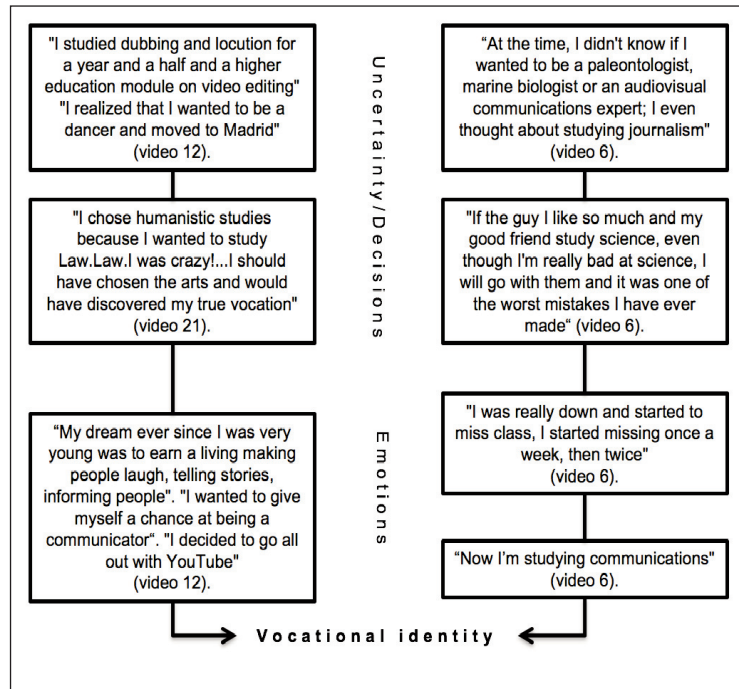 "I studied dubbing and locution for
a year and a half and a higher
education module on video editing"
"I realized that I wanted to be a
dancer and moved to Madrid"
(video 12).
"I chose humanistic studies
because I wanted to study
Law.Law.I was crazy!...I should
have chosen the arts and would
have discovered my true vocation"
(video 21).
“My dream ever since I was very
young was to earn a living making
people laugh, telling stories,
informing people". "I wanted to give
myself a chance at being a
communicator“. "I decided to go all
out with YouTube"
(video 12).
Uncertainty/Decisions
Emotions
“At the time, I didn't know if I
wanted to be a paleontologist,
marine biologist or an audiovisual
communications expert; I even
thought about studying journalism"
(video 6).
"If the guy I like so much and my
good friend study science, even
though I'm really bad at science, I
will go with them and it was one of
the worst mistakes I have ever
made“ (video 6).
"I was really down and started to
miss class, I started missing once a
week, then twice"
(video 6).
“Now I’m studying communications"
(video 6).
Vocational identity